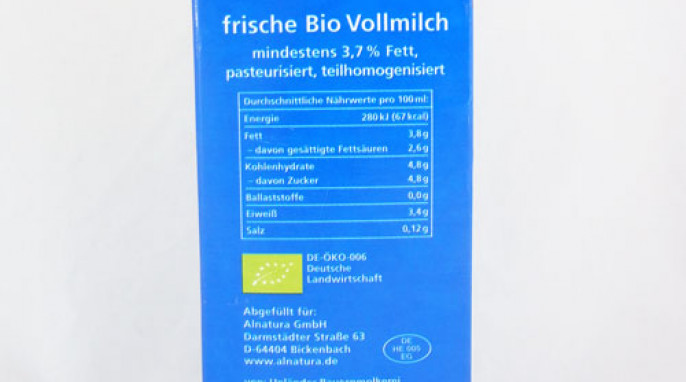 frische Bio Vollmilch
mindestens 3,7 % Fett,
pasteurisiert, teilhomogenisiert
Durchschnittliche Nährwerte pro 100 ml:
Energie 280 kJ (67 kcal)
Fett 3,8 g
– davon gesättigte Fettsäuren 2,6 g
Kohlenhydrate 4,8 g
– davon Zucker 4,8 g
Ballaststoffe 0,0 g
Eiweiß 3,4 g
Salz 0,12 g
DE-ÖKO-006
Deutsche
Landwirtschaft
Abgefüllt für:
Alnatura GmbH
Darmstädter Straße 63
D-64404 Bickenbach
www.alnatura.de
DE
HE 005
EG